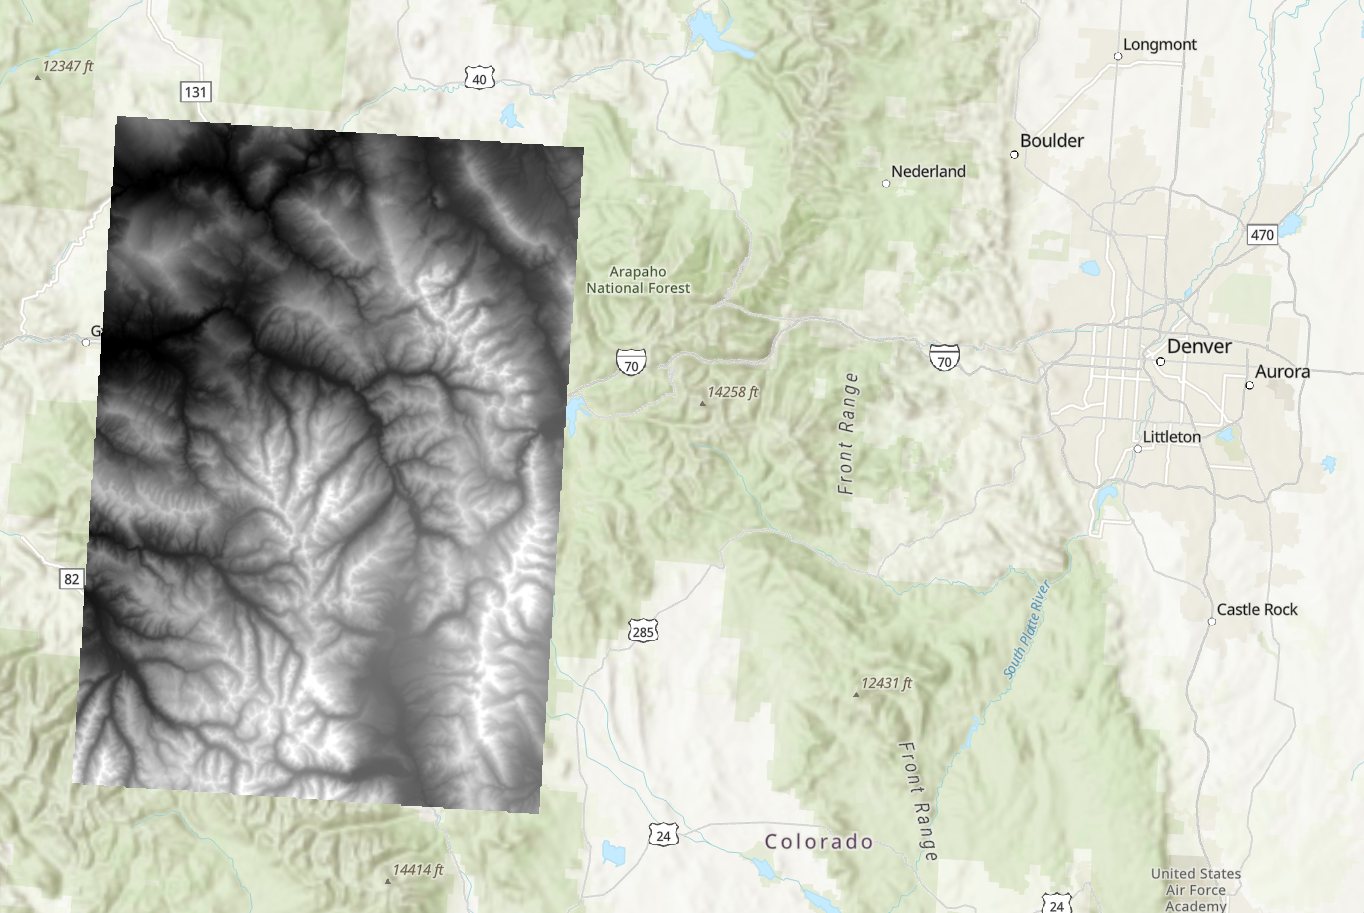 Longmont
12347 ft
40
131
Boulder
Nederland
470
Arapaho
National Forest
G
Denver
70
70
Aurora
14258 ft
Front Range
Littleton
82
South Platte River
Castle Rock
285
12431 ft
Front Range
24
Colorado
14414 ft
United States
Air Force
Academy
24